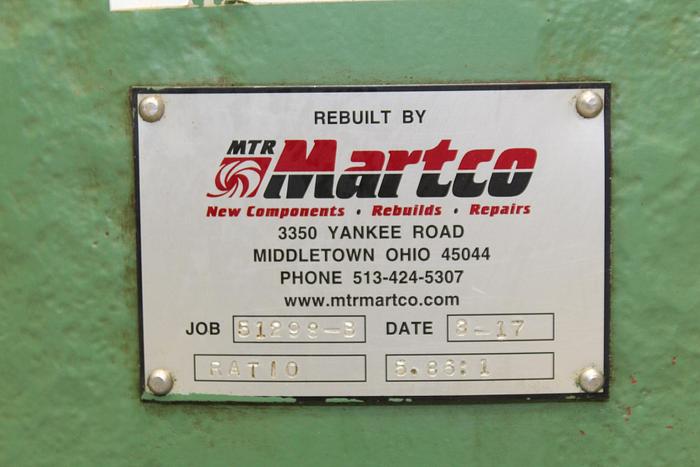 REBUILT BY
MTR Martco
New Components · Rebuilds · Repairs
3350 YANKEE ROAD
MIDDLETOWN OHIO 45044
PHONE 513-424-5307
www.mtrmartco.com
JOB 51298-B DATE 3-17
RATIO 5.86:1